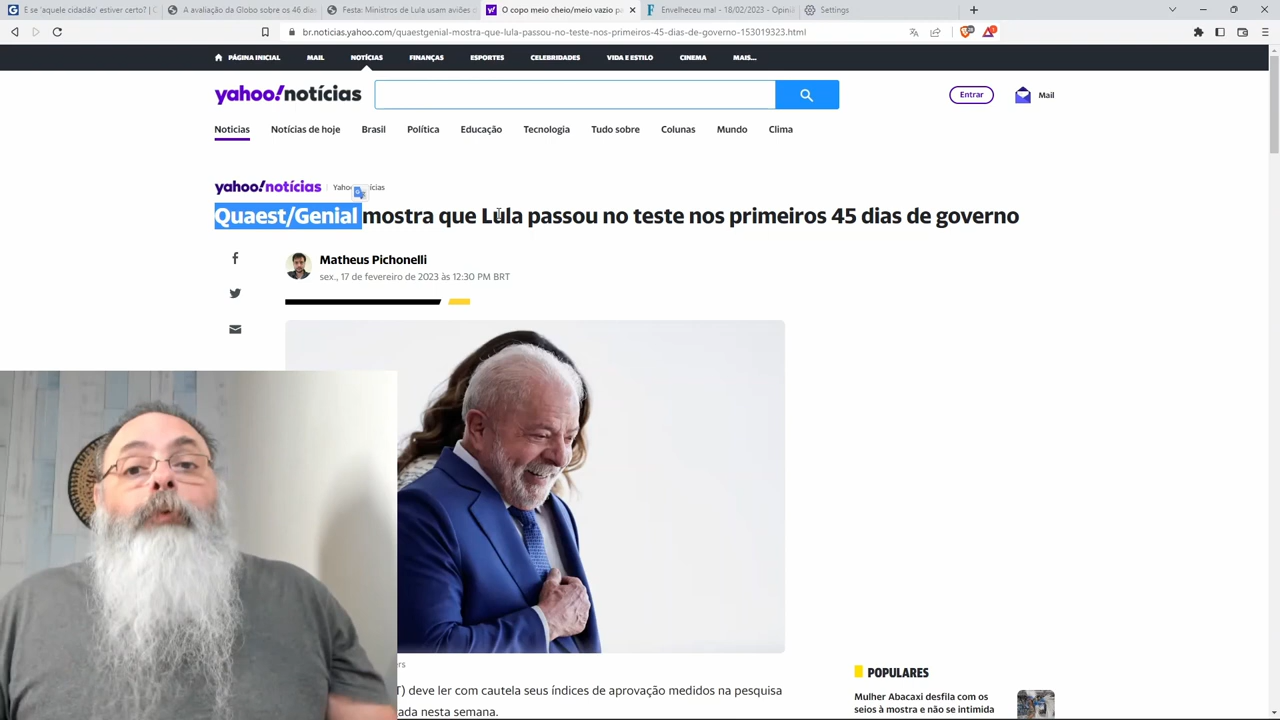 E se 'aquele cidadão' estiver certo? | C
A avaliação da Globo sobre os 46 dias
Festa: Ministros de Lula usam aviões d
O copo meio cheio/meio vazio po
Envelheceu mal - 18/02/2023 - Opini
Settings
br.noticias.yahoo.com/quaestgenial-mostra-que-lula-passou-no-teste-nos-primeiros-45-dias-de-governo-153019323.html
PÁGINA INICIAL MAIL NOTÍCIAS FINANÇAS ESPORTES CELEBRIDADES VIDA E ESTILO CINEMA MAIS...
yahoo!notícias
Entrar
Mail
Noticias Notícias de hoje Brasil Política Educação Tecnologia Tudo sobre Colunas Mundo Clima
yahoo!notícias
Quaest/Genial mostra que Lula passou no teste nos primeiros 45 dias de governo
Matheus Pichonelli
sex., 17 de fevereiro de 2023 às 12:30 PM BRT
ers
T) deve ler com cautela seus índices de aprovação medidos na pesquisa
ada nesta semana.
POPULARES
Mulher Abacaxi desfila com os
seios à mostra e não se intimida